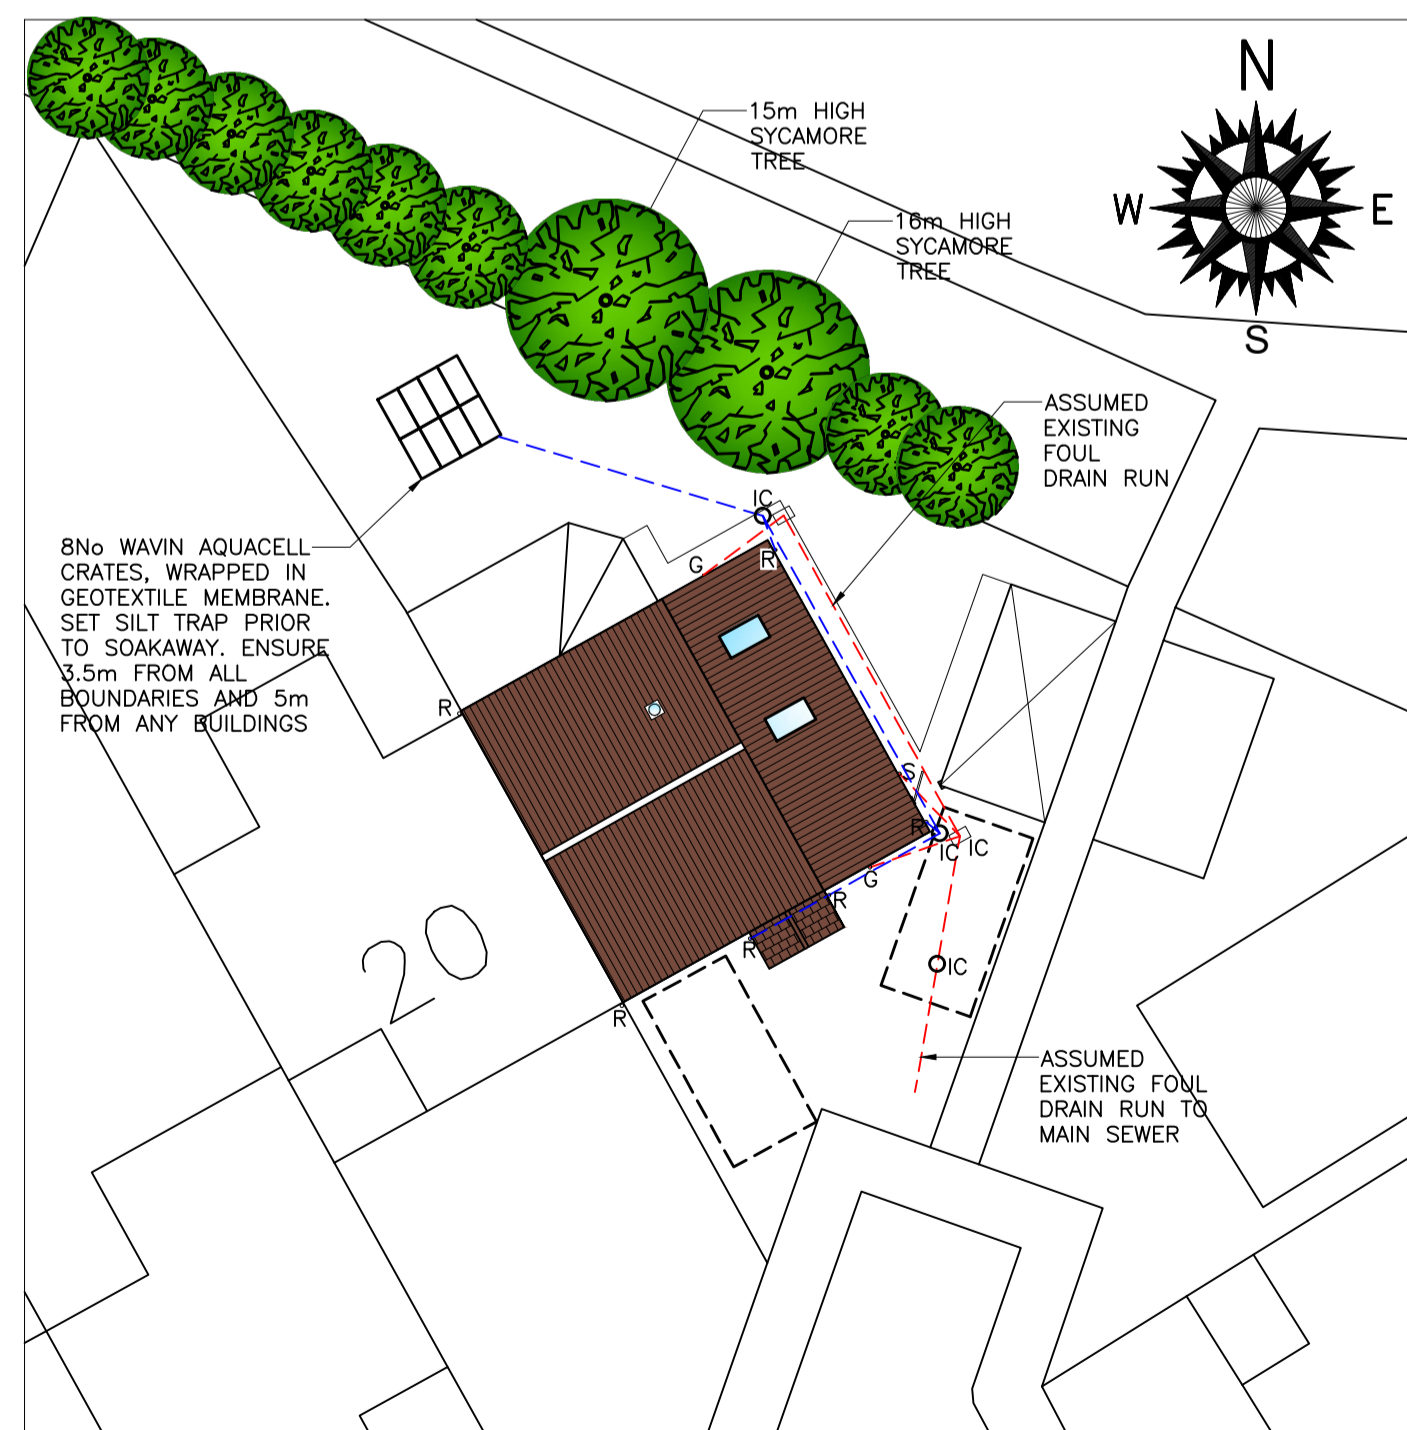 N
15m HIGH
SYCAMORE
TREE
W
E
16m HIGH
SYCAMORE
TREE
S
ASSUMED
EXISTING
FOUL
DRAIN RUN
IC
8No WAVIN AQUACELL
CRATES, WRAPPED IN
GEOTEXTILE MEMBRANE.
SET SILT TRAP PRIOR
TO SOAKAWAY. ENSURE
3.5m FROM ALL
BOUNDARIES AND 5m
FROM ANY BUILDINGS
G
R
R
S
R
IC
IC
G
R
R
IC
20
R
ASSUMED
EXISTING FOUL
DRAIN RUN TO
MAIN SEWER